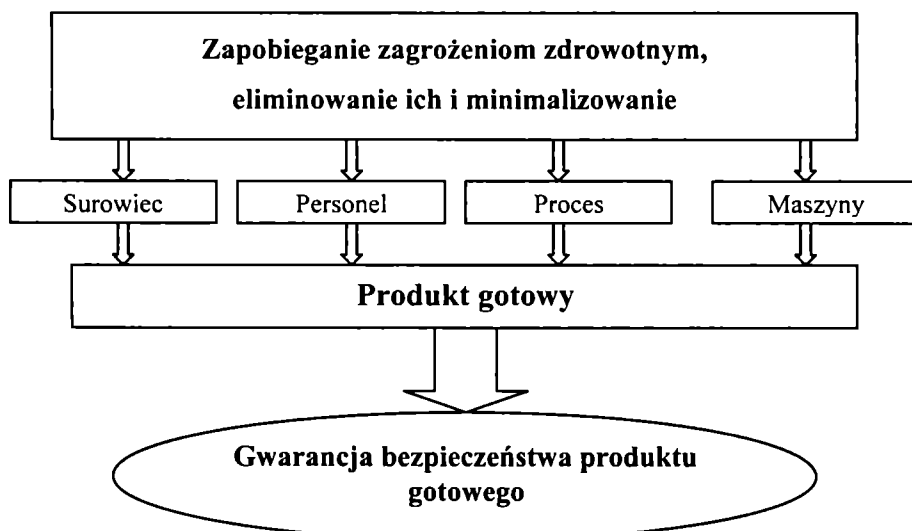 Zapobieganie zagrożeniom zdrowotnym,
eliminowanie ich i minimalizowanie
Surowiec
Personel
Proces
Maszyny
Produkt gotowy
Gwarancja bezpieczeństwa produktu
gotowego